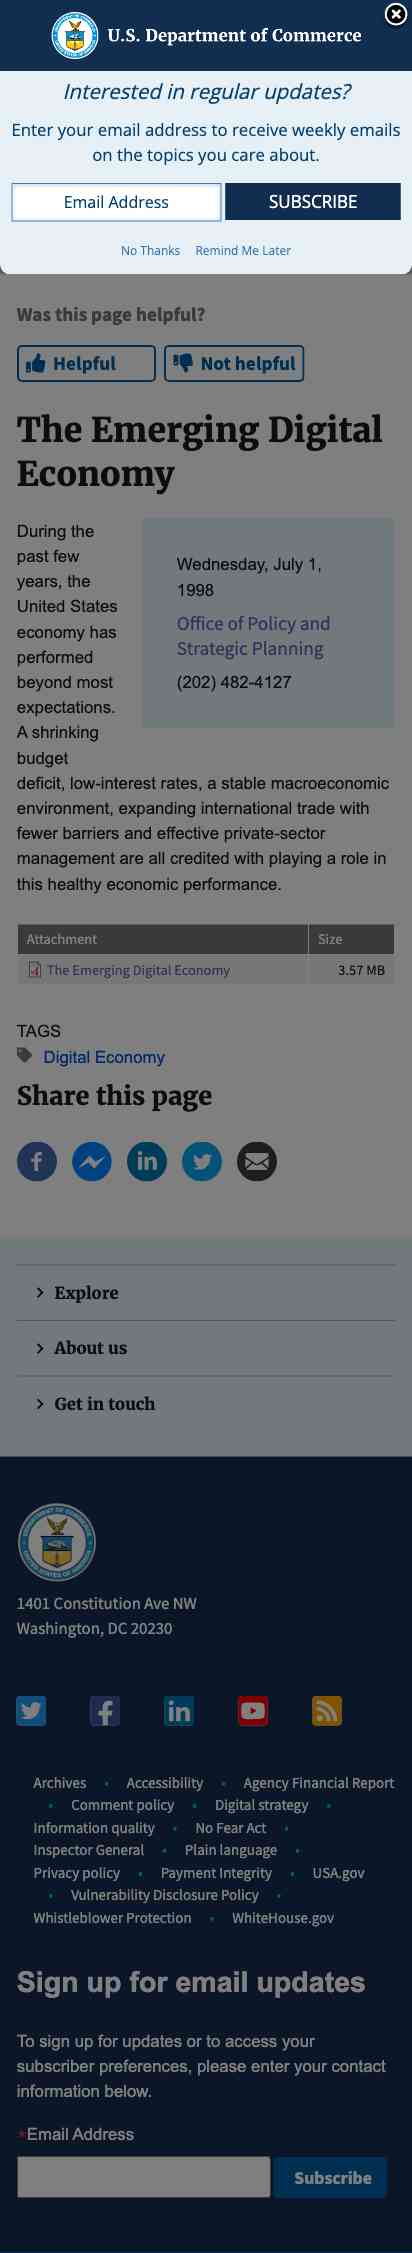 U.S. Department of Commerce
Interested in regular updates?
Enter your email address to receive weekly emails
on the topics you care about.
Email Address
SUBSCRIBE
No Thanks Remind Me Later
Was this page helpful?
Helpful
Not helpful
The Emerging Digital
Economy
During the
past few
years, the
United States
economy has
performed
beyond most
expectations.
A shrinking
budget
Wednesday, July 1,
1998
Office of Policy and
Strategic Planning
(202) 482-4127
deficit, low-interest rates, a stable macroeconomic
environment, expanding international trade with
fewer barriers and effective private-sector
management are all credited with playing a role in
this healthy economic performance.
Attachment Size
The Emerging Digital Economy 3.57 MB
TAGS
Digital Economy
Share this page
Explore
About us
Get in touch
1401 Constitution Ave NW
Washington, DC 20230
Archives • Accessibility • Agency Financial Report
• Comment policy • Digital strategy •
Information quality • No Fear Act •
Inspector General • Plain language •
Privacy policy • Payment Integrity • USA.gov
• Vulnerability Disclosure Policy •
Whistleblower Protection • WhiteHouse.gov
Sign up for email updates
To sign up for updates or to access your
subscriber preferences, please enter your contact
information below.
*Email Address
Subscribe